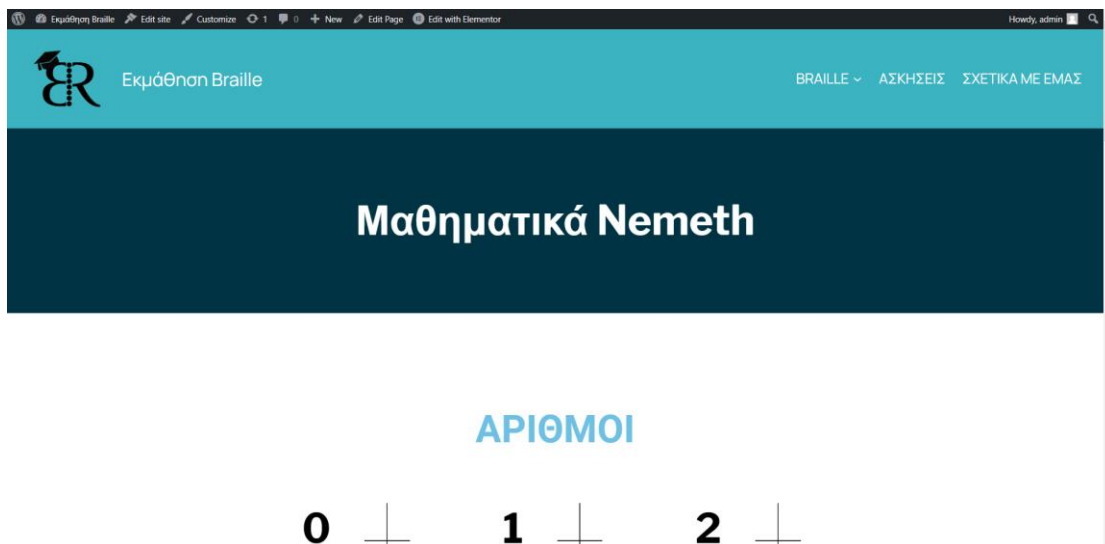 Εκμάθηση Braille Edit site Customize 1 0 New Edit Page Edit with Elementor Howdy, admin
BR Εκμάθηση Braille BRAILLE ΑΣΚΗΣΕΙΣ ΣΧΕΤΙΚΑ ΜΕ ΕΜΑΣ
Μαθηματικά Nemeth
ΑΡΙΘΜΟΙ
0 1 2